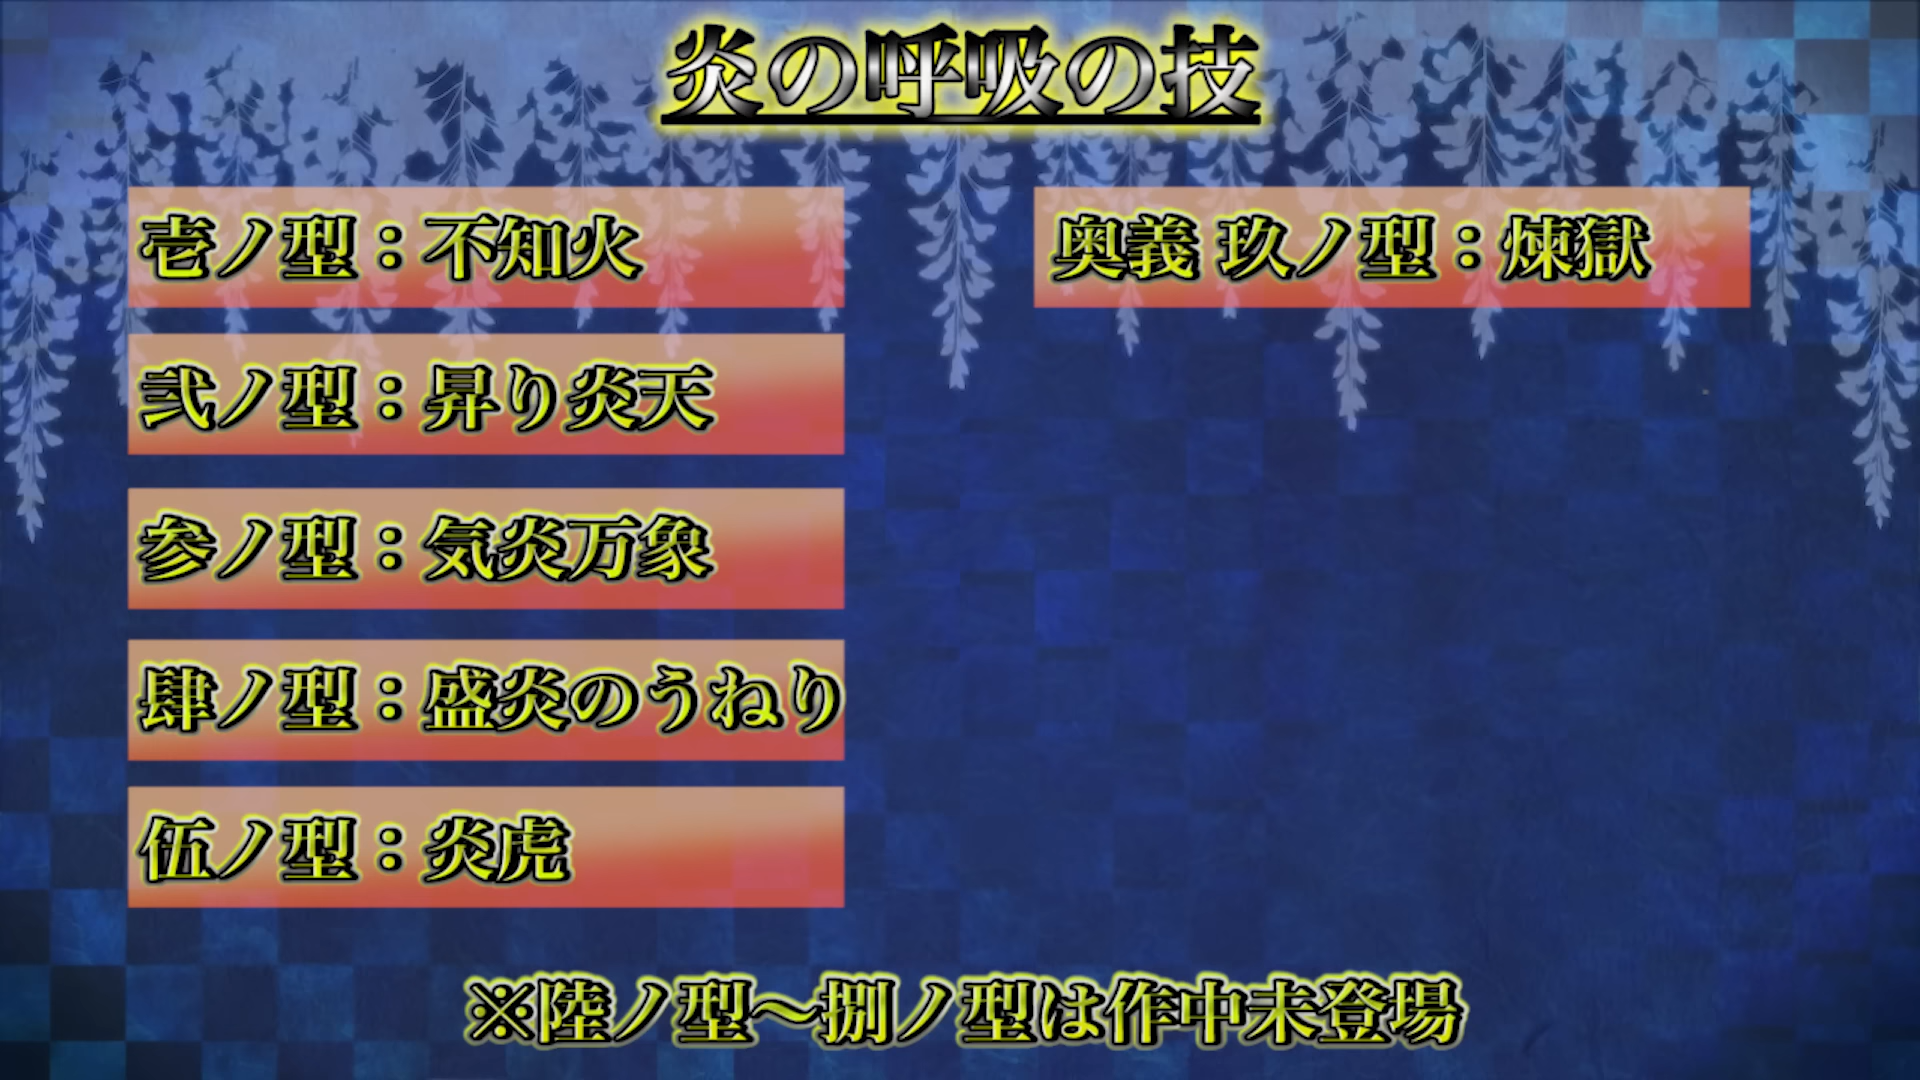 炎の呼吸の技
壱ノ型：不知火
弐ノ型：昇り炎天
参ノ型：気炎万象
肆ノ型：盛炎のうねり
伍ノ型：炎虎
奥義 玖ノ型：煉獄
※陸ノ型～捌ノ型は作中未登場